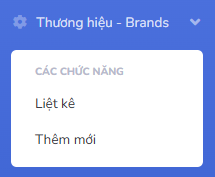 Thương hiệu - Brands
CÁC CHỨC NĂNG
Liệt kê
Thêm mới